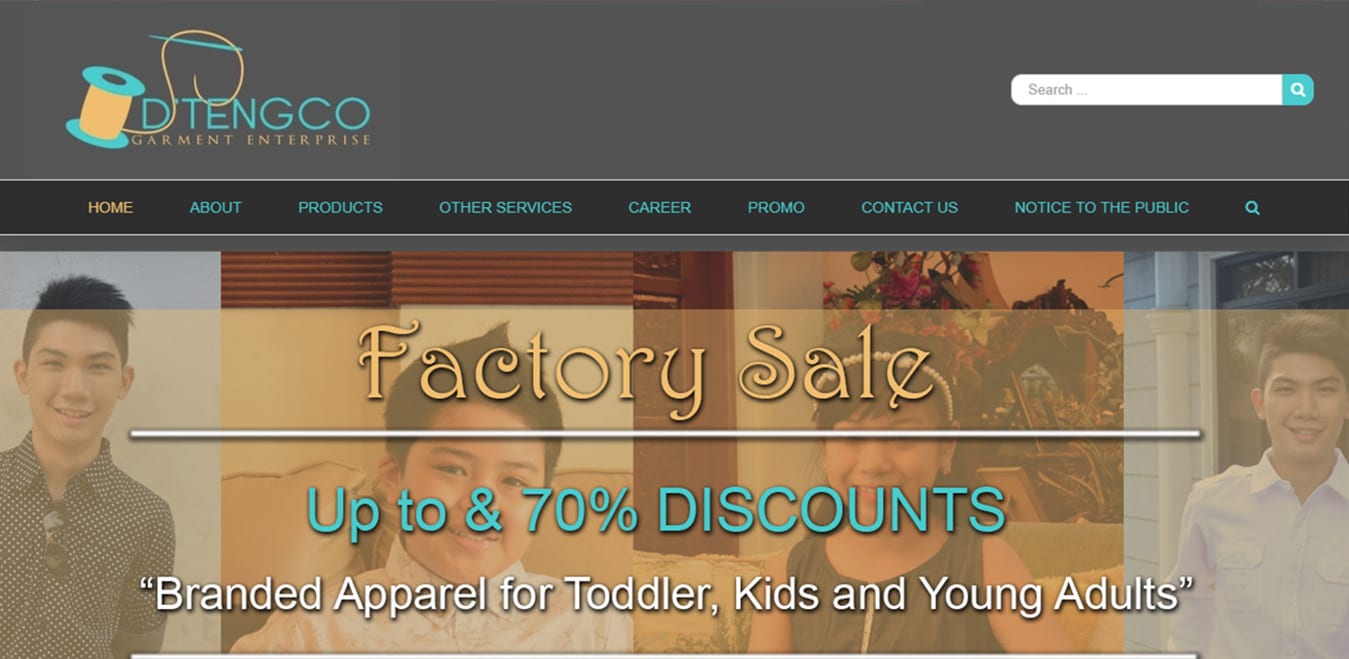 D'TENGCO
GARMENT ENTERPRISE
Search ...
HOME ABOUT PRODUCTS OTHER SERVICES CAREER PROMO CONTACT US NOTICE TO THE PUBLIC
Factory Sale
Up to & 70% DISCOUNTS
“Branded Apparel for Toddler, Kids and Young Adults”